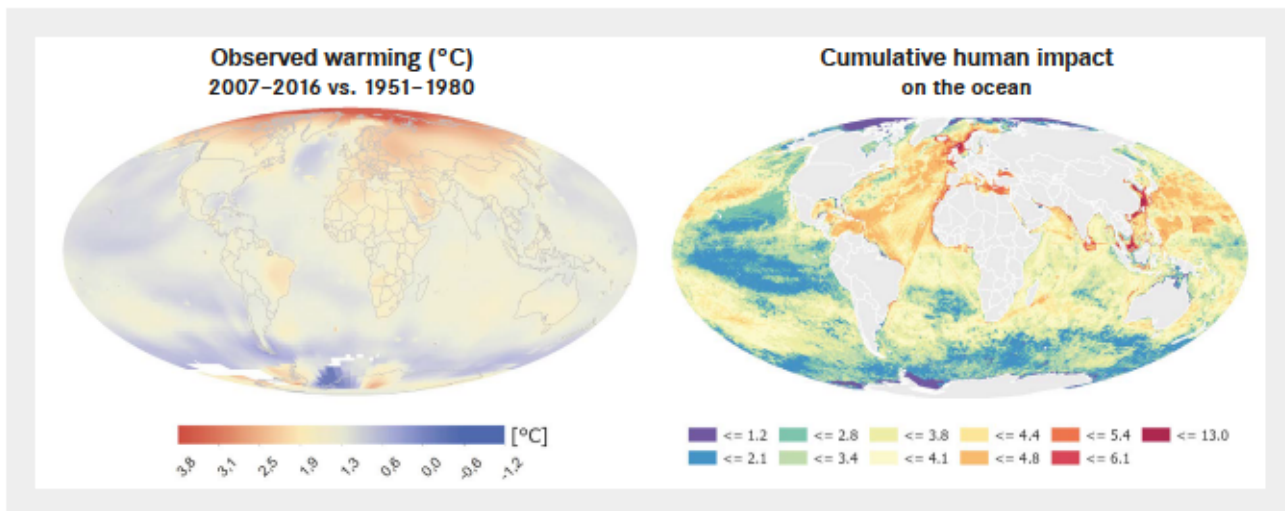 Observed warming (°C)
2007–2016 vs. 1951–1980
3,8 3,1 2,5 1,9 1,3 0,6 0,0 -0,6 -1,2 [°C]
Cumulative human impact
on the ocean
<= 1.2 <= 2.8 <= 3.8 <= 4.4 <= 5.4 <= 13.0
<= 2.1 <= 3.4 <= 4.1 <= 4.8 <= 6.1